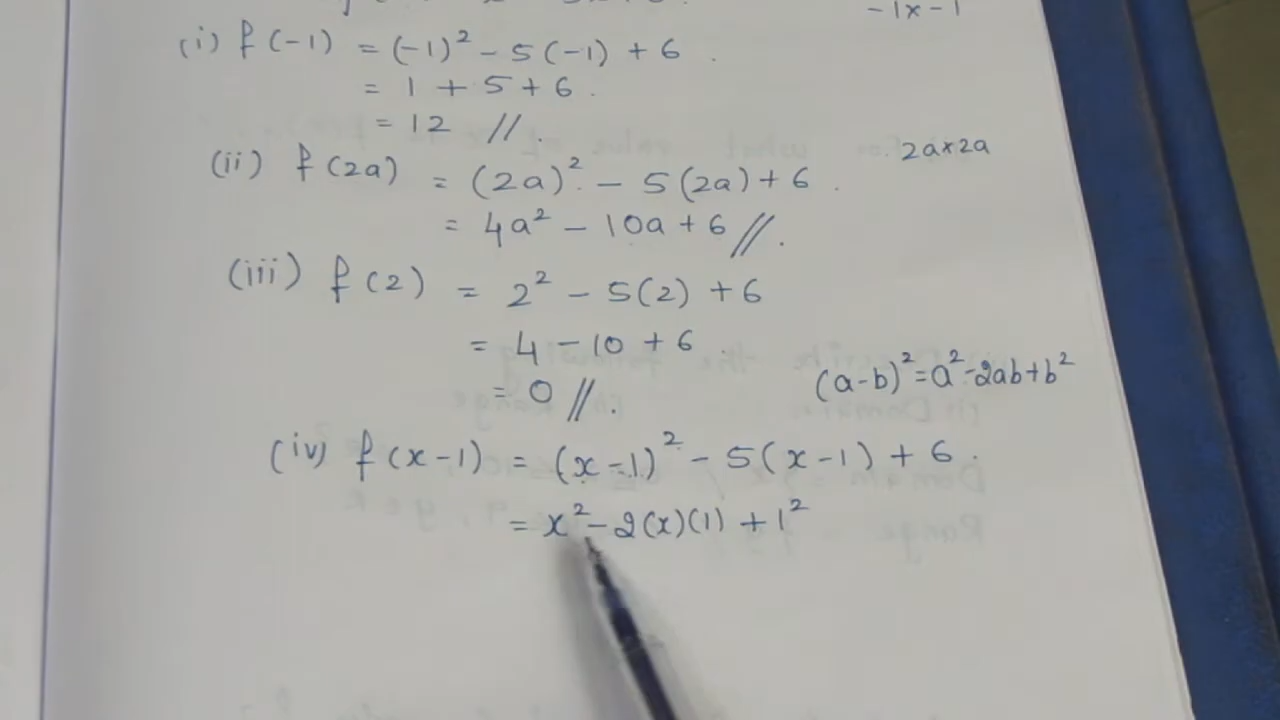 -1x-1
(i) f(-1) = (-1)² - 5(-1) + 6.
= 1 + 5 + 6.
= 12 //.
2a×2a
(ii) f(2a) = (2a)² - 5(2a) + 6.
= 4a² - 10a + 6 //.
(iii) f(2) = 2² - 5(2) + 6
= 4 - 10 + 6
= 0 //.
(a-b)² = a² - 2ab + b²
(iv) f(x-1) = (x-1)² - 5(x-1) + 6.
= x² - 2(x)(1) + 1²